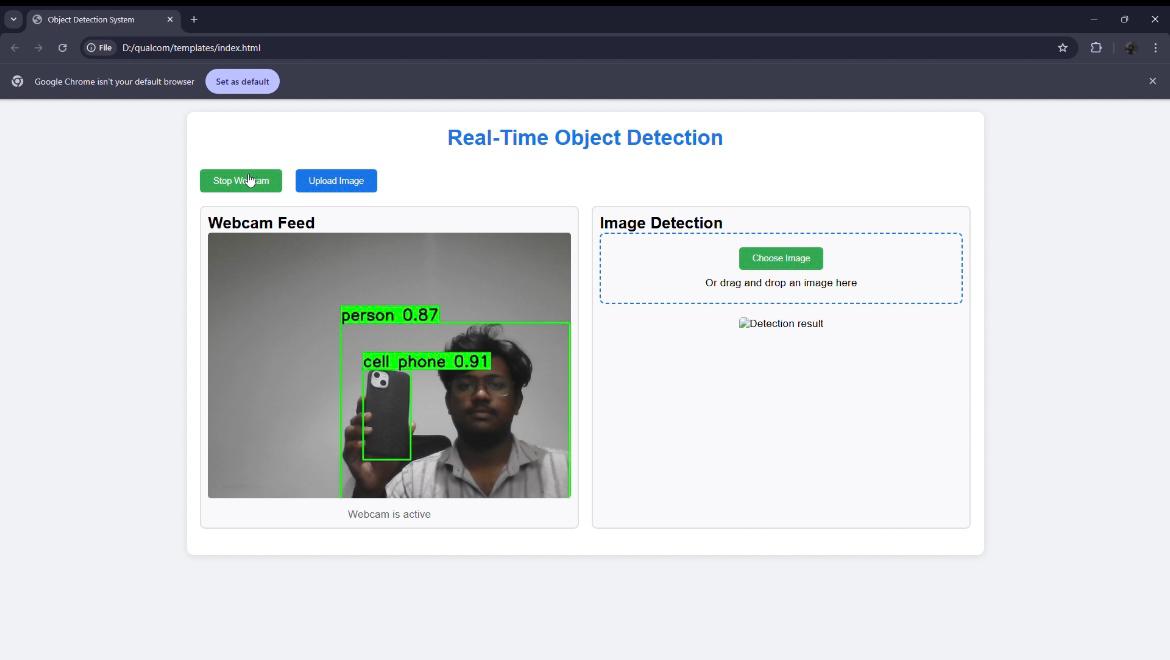 Object Detection System
File D:/qualcom/templates/index.html
Google Chrome isn't your default browser Set as default
Real-Time Object Detection
Stop Webcam Upload Image
Webcam Feed
Image Detection
Choose Image
Or drag and drop an image here
Detection result
person 0.87
cell phone 0.91
Webcam is active